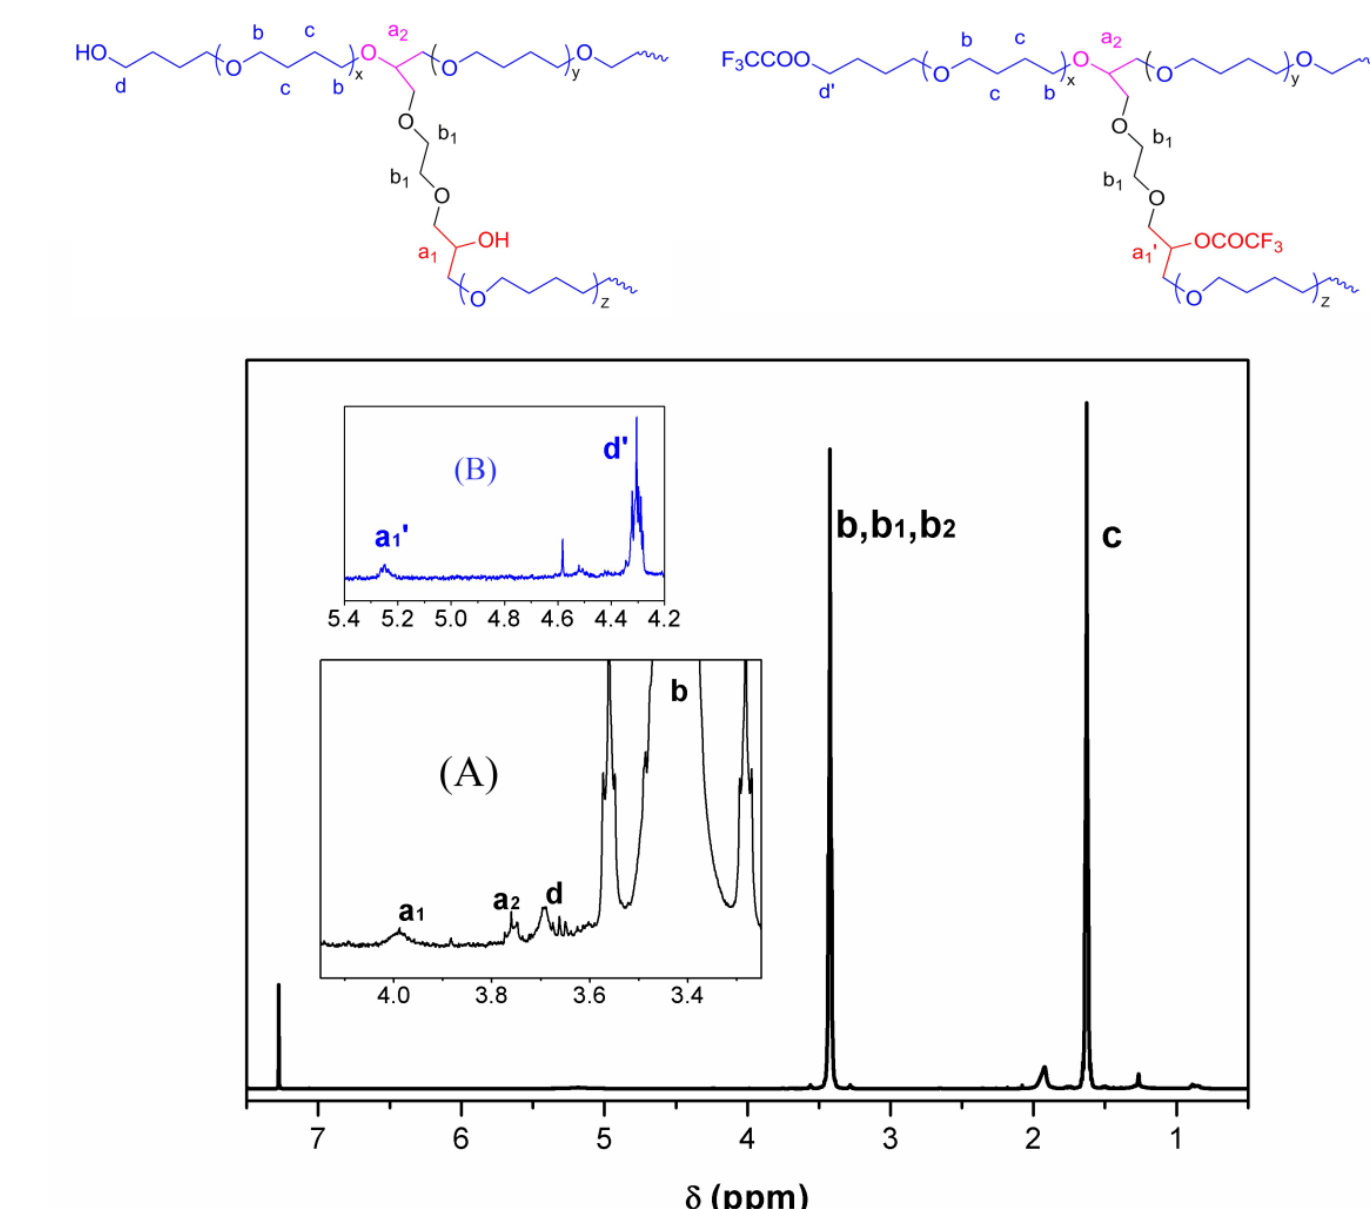 b c a₂
HO O O x O O y O
d c b
O b₁
b₁ O
a₁ OH
O z
b c a₂
F₃CCOO O x O O y O
d' c b
O b₁
b₁ O
a₁' OCOCF₃
O z
(B) d'
a₁'
5.4 5.2 5.0 4.8 4.6 4.4 4.2
b,b₁,b₂ c
b
(A)
a₁ a₂ d
4.0 3.8 3.6 3.4
7 6 5 4 3 2 1
δ (ppm)